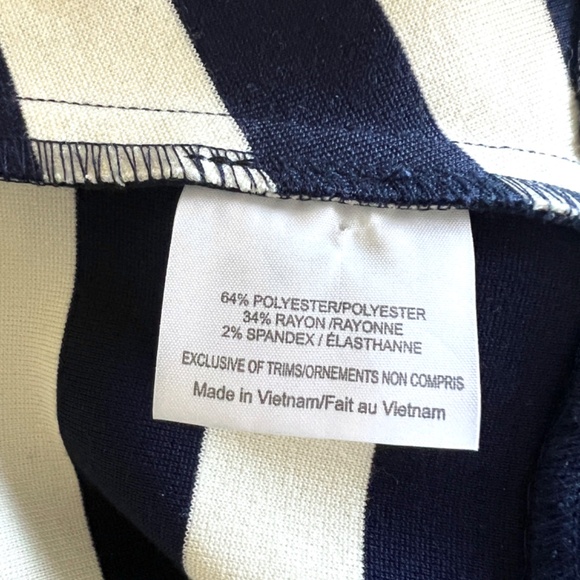 64% POLYESTER/POLYESTER
34% RAYON /RAYONNE
2% SPANDEX / ÉLASTHANNE
EXCLUSIVE OF TRIMS/ORNEMENTS NON COMPRIS
Made in Vietnam/Fait au Vietnam